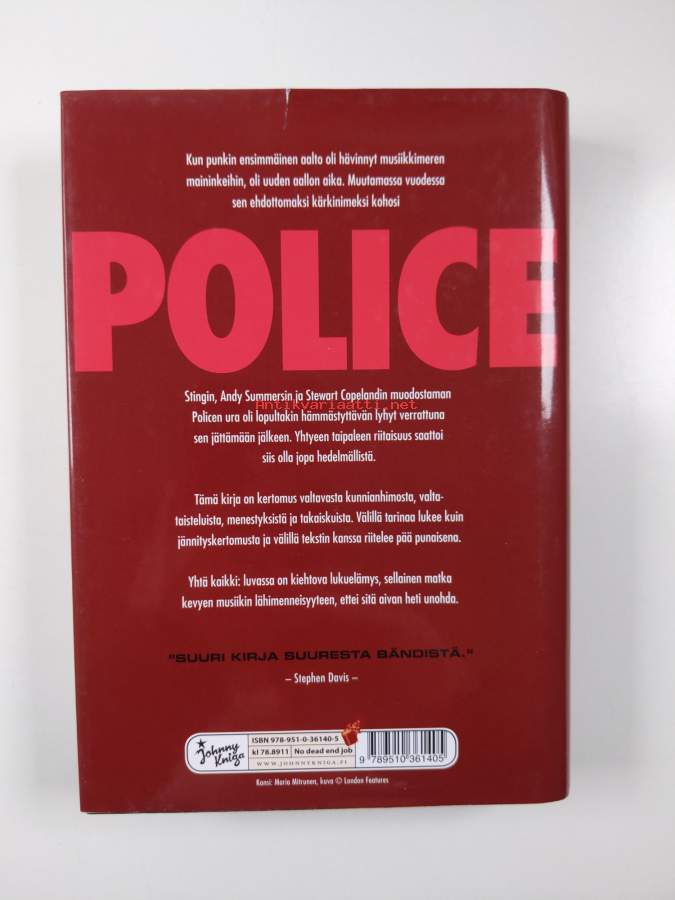 Kun punkin ensimmäinen aalto oli hävinnyt musiikkimeren
maininkeihin, oli uuden aallon aika. Muutamassa vuodessa
sen ehdottomaksi kärkinimeksi kohosi
POLICE
Stingin, Andy Summersin ja Stewart Copelandin muodostaman
Antikvariaatti.net
Policen ura oli lopultakin hämmästyttävän lyhyt verrattuna
sen jättämään jälkeen. Yhtyeen taipaleen riitaisuus saattoi
siis olla jopa hedelmällistä.
Tämä kirja on kertomus valtavasta kunnianhimosta, valta-
taisteluista, menestyksistä ja takaiskuista. Välillä tarinaa lukee kuin
jännityskertomusta ja välillä tekstin kanssa riitelee pää punaisena.
Yhtä kaikki: luvassa on kiehtova lukuelämys, sellainen matka
kevyen musiikin lähimenneisyyteen, ettei sitä aivan heti unohda.
"SUURI KIRJA SUURESTA BÄNDISTÄ."
– Stephen Davis –
Johnny Kniga
ISBN 978-951-0-36140-5
kl 78.8911 No dead end job
WWW.JOHNNYKNIGA.FI
9 789510 361405
Kansi: Maria Mitrunen, kuva © London Features